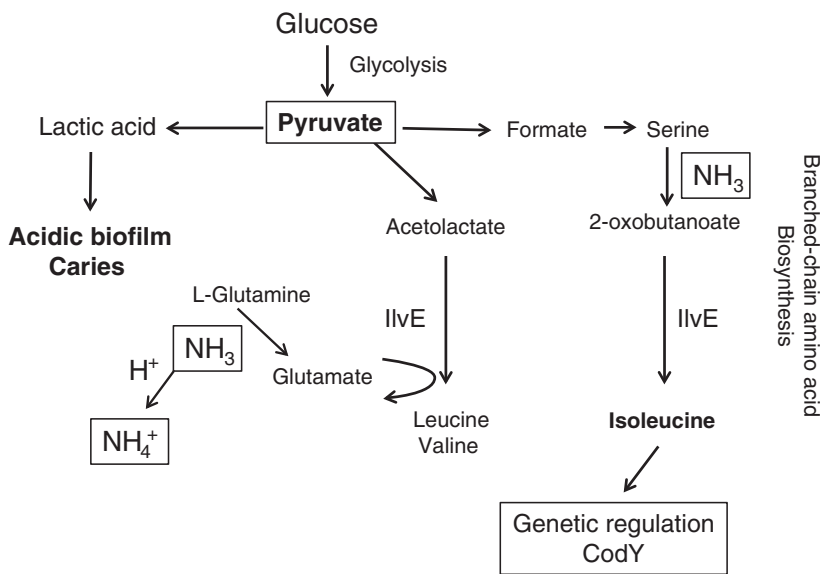 Glucose
Glycolysis
Lactic acid
Pyruvate
Formate
Serine
NH₃
Acidic biofilm
Caries
Acetolactate
2-oxobutanoate
Branched-chain amino acid
Biosynthesis
L-Glutamine
IlvE
IlvE
H⁺
NH₃
Glutamate
NH₄⁺
Leucine
Valine
Isoleucine
Genetic regulation
CodY